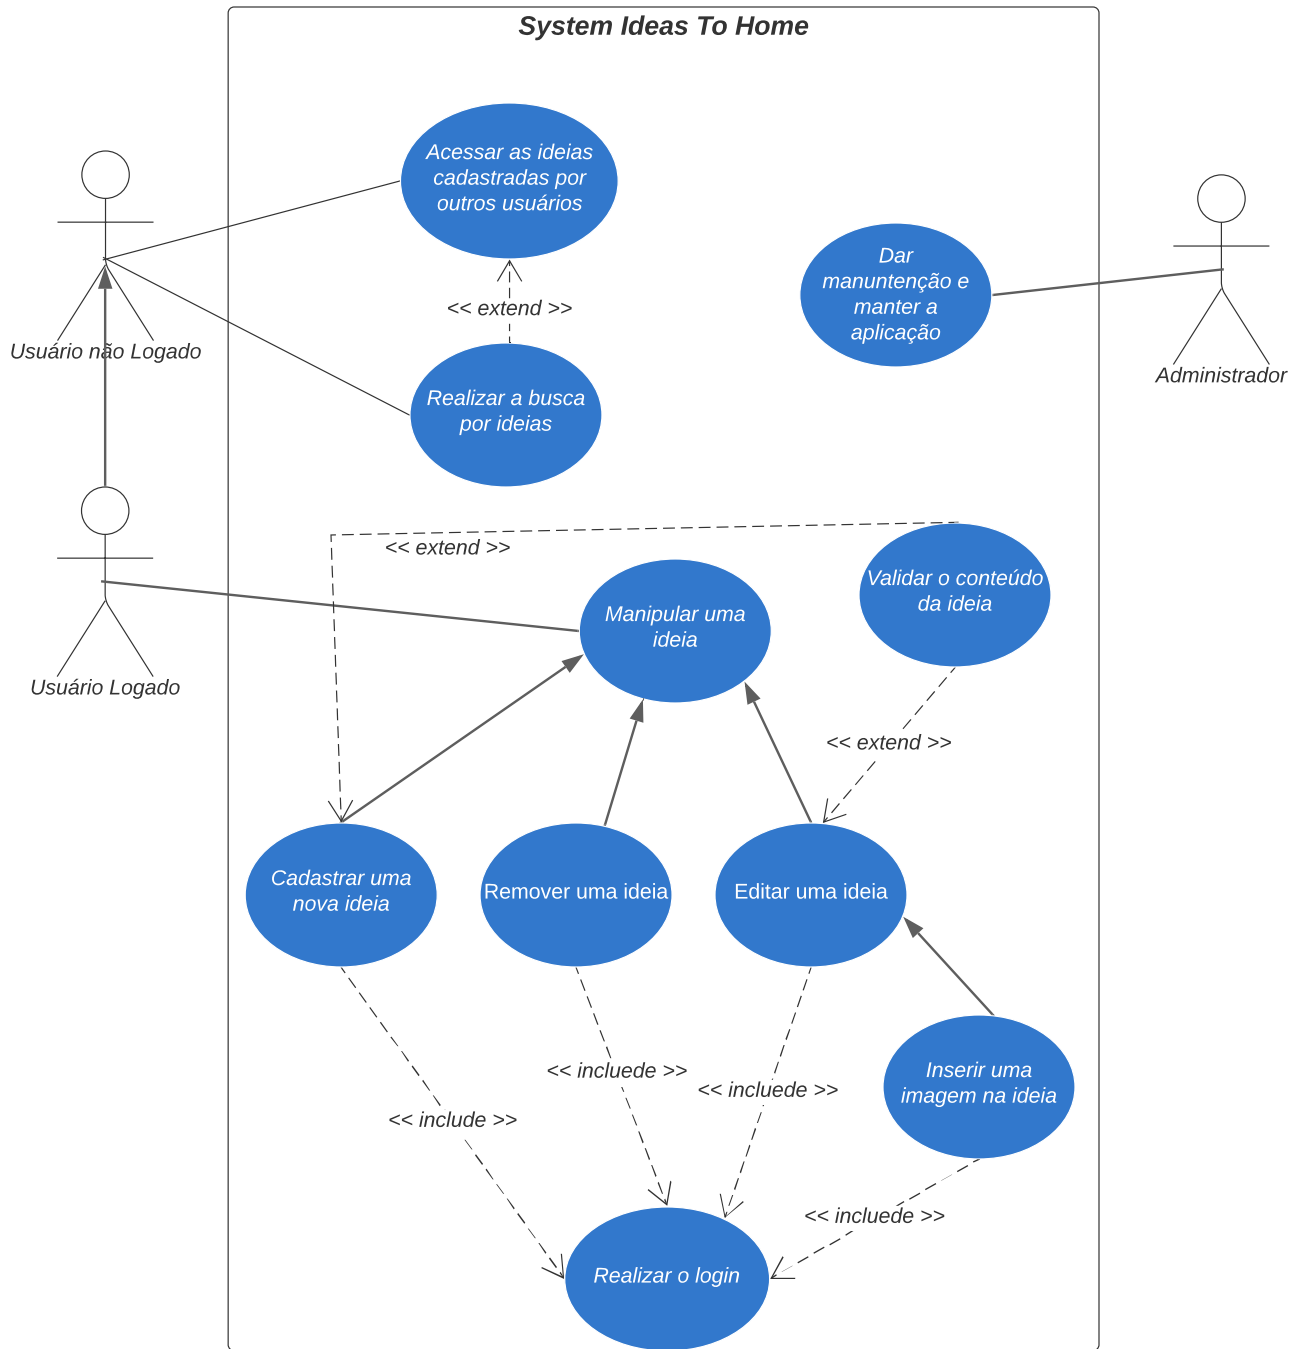 System Ideas To Home
Acessar as ideias
cadastradas por
outros usuários
Dar
manuntenção e
manter a
aplicação
<< extend >>
Usuário não Logado
Administrador
Realizar a busca
por ideias
<< extend >>
Validar o conteúdo
da ideia
Manipular uma
ideia
Usuário Logado
<< extend >>
Cadastrar uma
nova ideia
Remover uma ideia
Editar uma ideia
<< incluede >>
<< incluede >>
Inserir uma
imagem na ideia
<< include >>
<< incluede >>
Realizar o login